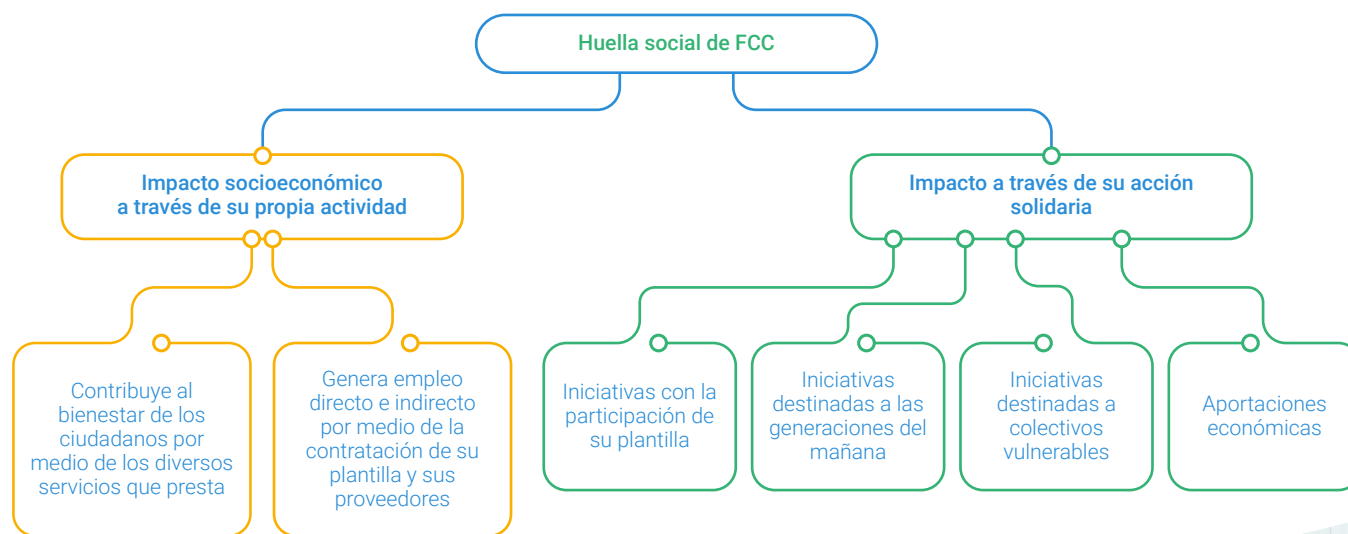 Huella social de FCC
Impacto socioeconómico
a través de su propia actividad
Impacto a través de su acción
solidaria
Contribuye al
bienestar de los
ciudadanos por
medio de los diversos
servicios que presta
Genera empleo
directo e indirecto
por medio de la
contratación de su
plantilla y sus
proveedores
Iniciativas con la
participación de
su plantilla
Iniciativas
destinadas a las
generaciones del
mañana
Iniciativas
destinadas a
colectivos
vulnerables
Aportaciones
económicas